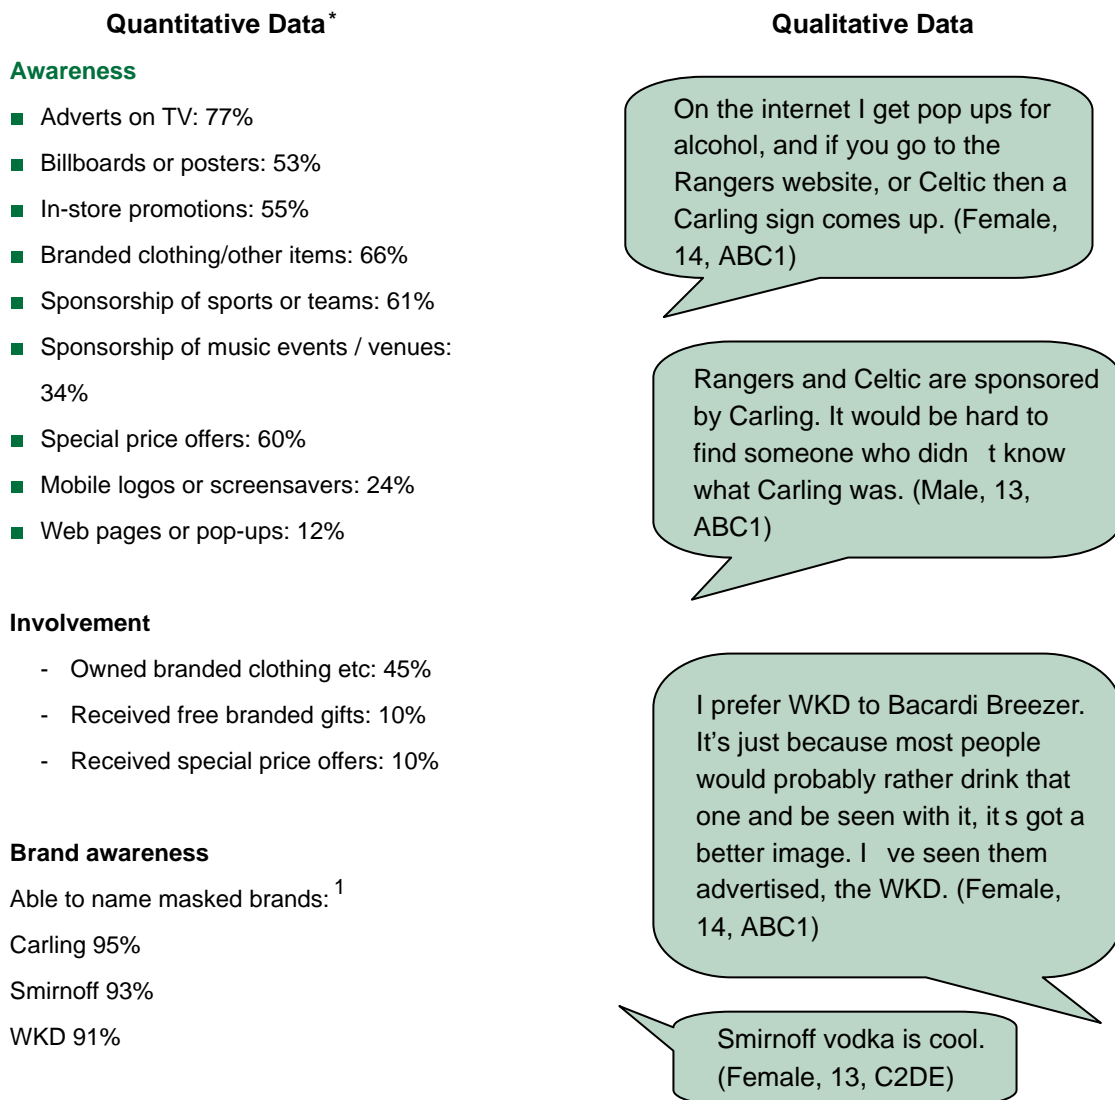 Quantitative Data*
Awareness
■ Adverts on TV: 77%
■ Billboards or posters: 53%
■ In-store promotions: 55%
■ Branded clothing/other items: 66%
■ Sponsorship of sports or teams: 61%
■ Sponsorship of music events / venues:
34%
■ Special price offers: 60%
■ Mobile logos or screensavers: 24%
■ Web pages or pop-ups: 12%
Involvement
- Owned branded clothing etc: 45%
- Received free branded gifts: 10%
- Received special price offers: 10%
Brand awareness
Able to name masked brands: 1
Carling 95%
Smirnoff 93%
WKD 91%
Qualitative Data
On the internet I get pop ups for
alcohol, and if you go to the
Rangers website, or Celtic then a
Carling sign comes up. (Female,
14, ABC1)
Rangers and Celtic are sponsored
by Carling. It would be hard to
find someone who didn t know
what Carling was. (Male, 13,
ABC1)
I prefer WKD to Bacardi Breezer.
It’s just because most people
would probably rather drink that
one and be seen with it, it s got a
better image. I ve seen them
advertised, the WKD. (Female,
14, ABC1)
Smirnoff vodka is cool.
(Female, 13, C2DE)